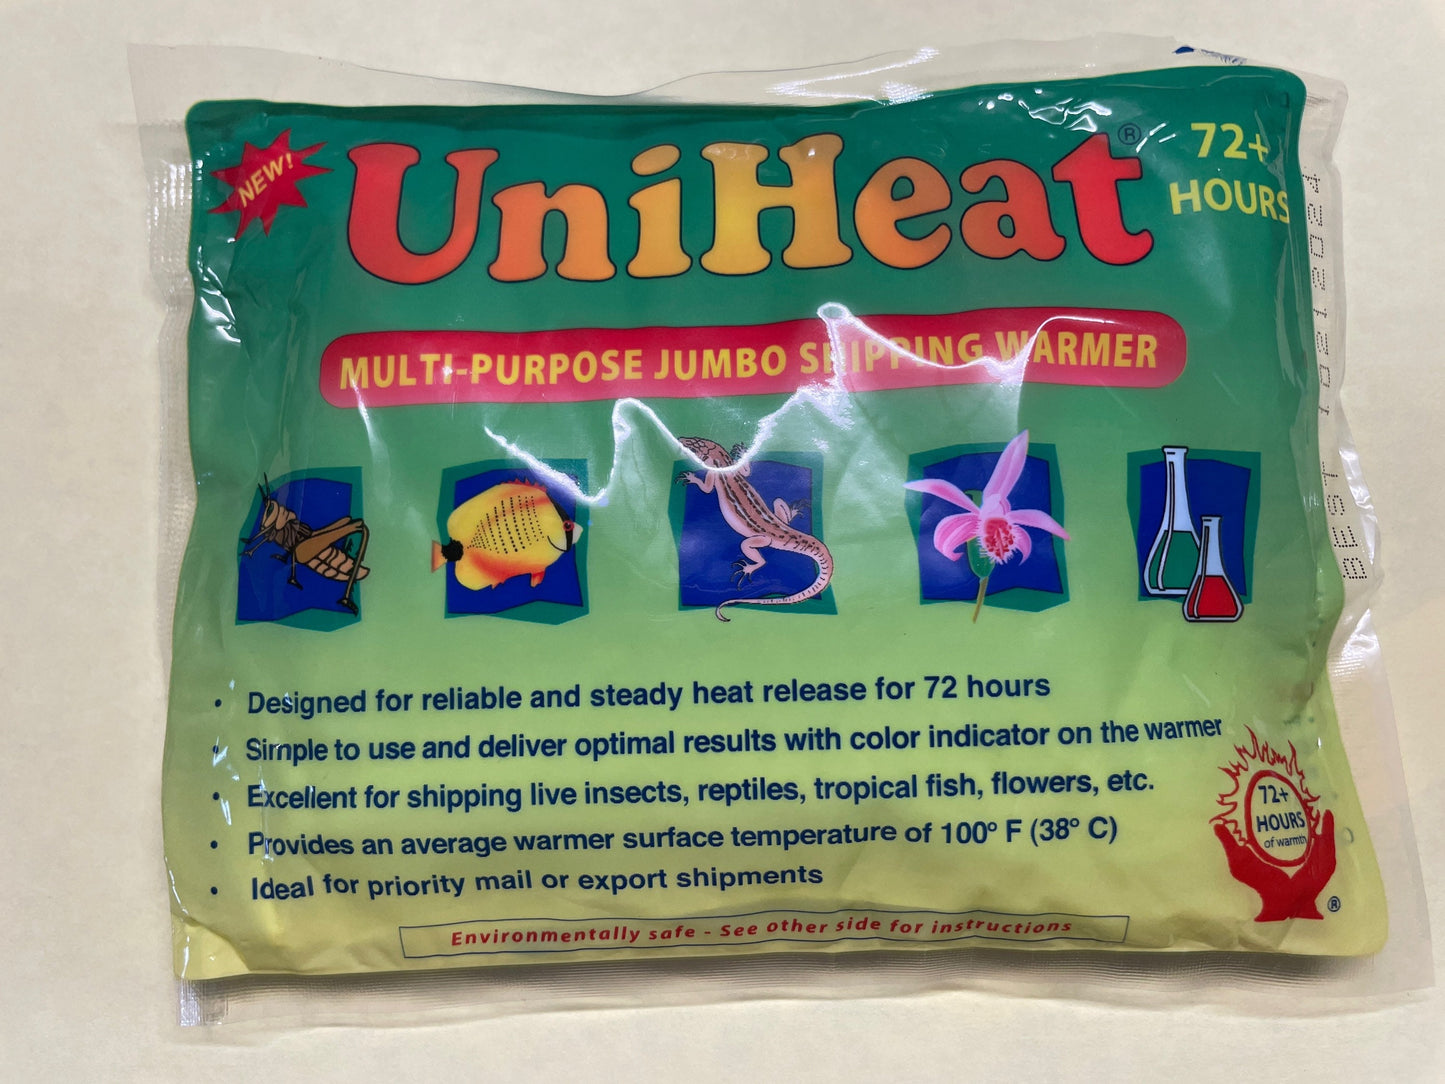 NEW!
UniHeat®
72+
HOURS
MULTI-PURPOSE JUMBO SHIPPING WARMER
• Designed for reliable and steady heat release for 72 hours
• Simple to use and deliver optimal results with color indicator on the warmer
• Excellent for shipping live insects, reptiles, tropical fish, flowers, etc.
• Provides an average warmer surface temperature of 100° F (38° C)
• Ideal for priority mail or export shipments
72+
HOURS
of warmth
®
Environmentally safe - See other side for instructions
BEST